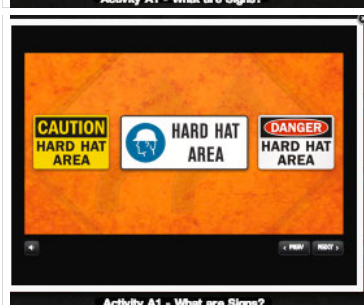 Activity A1 - What are Signs?
CAUTION
HARD HAT
AREA
HARD HAT
AREA
DANGER
HARD HAT
AREA
‹ PREV
NEXT ›
Activity A1 - What are Signs?